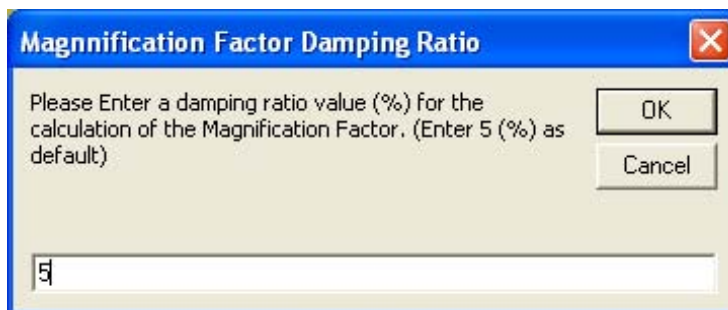 Magnnification Factor Damping Ratio
Please Enter a damping ratio value (%) for the
calculation of the Magnification Factor. (Enter 5 (%) as
default)
OK
Cancel
5